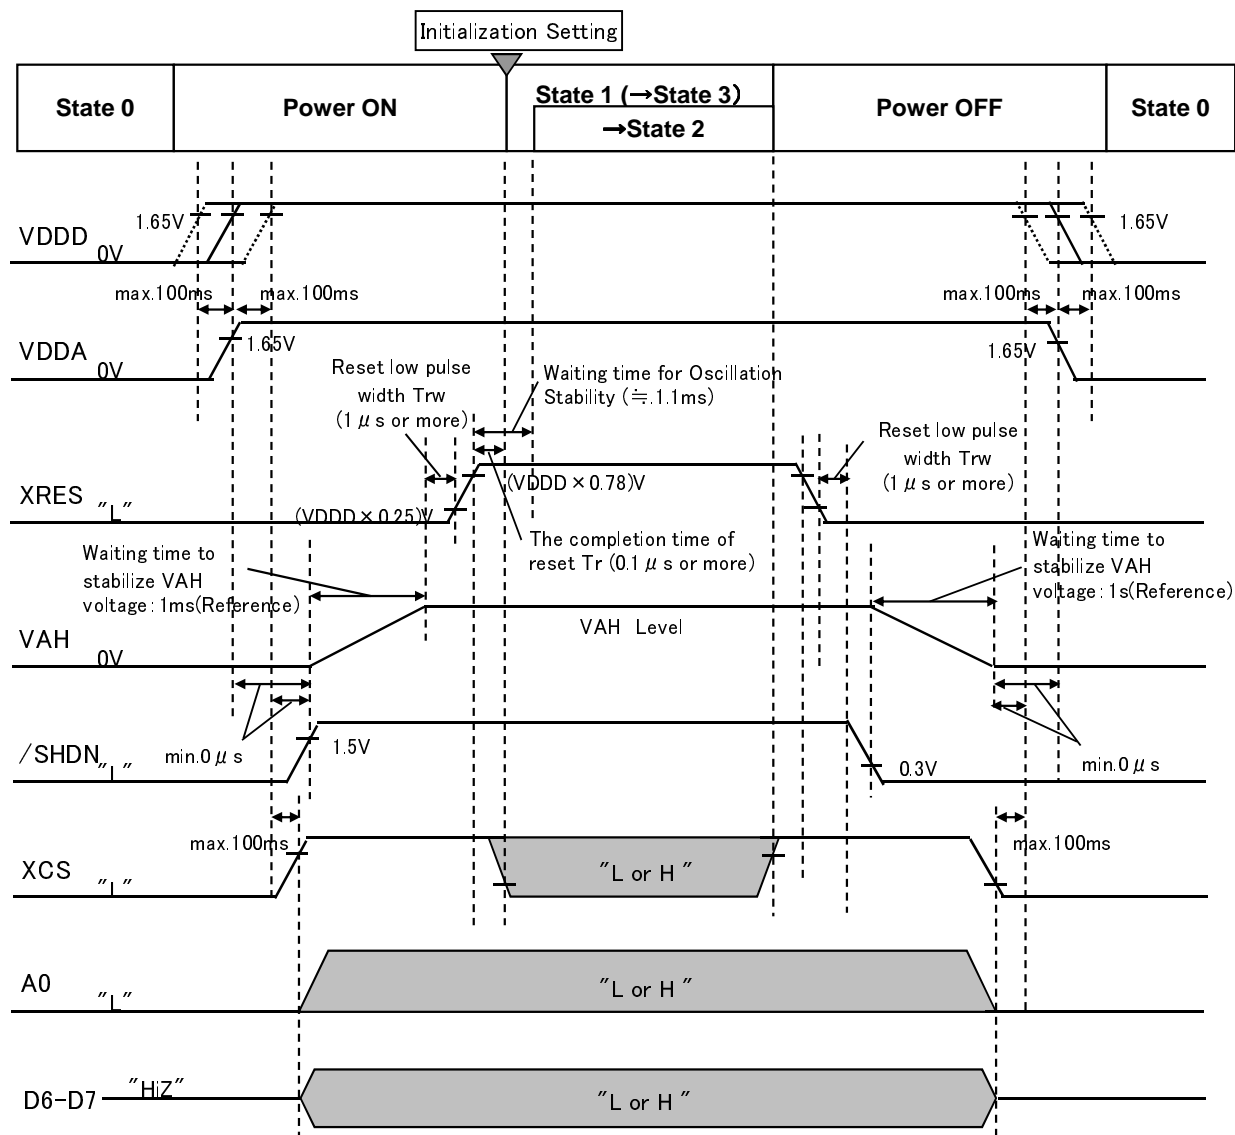 Initialization Setting
State 0
Power ON
State 1 (→State 3)
→State 2
Power OFF
State 0
VDDD
0V
1.65V
1.65V
max.100ms
max.100ms
max.100ms
max.100ms
VDDA
0V
1.65V
1.65V
Reset low pulse
width Trw
(1 μ s or more)
Waiting time for Oscillation
Stability (≒.1.1ms)
Reset low pulse
width Trw
(1 μ s or more)
XRES
"L"
(VDDD × 0.25)V
(VDDD × 0.78)V
The completion time of
reset Tr (0.1 μ s or more)
Waiting time to
stabilize VAH
voltage: 1ms(Reference)
Waiting time to
stabilize VAH
voltage: 1s(Reference)
VAH
0V
VAH Level
/SHDN
"L"
min.0 μ s
1.5V
0.3V
min.0 μ s
XCS
"L"
max.100ms
"L or H "
max.100ms
A0
"L"
"L or H "
D6-D7
"HiZ"
"L or H "